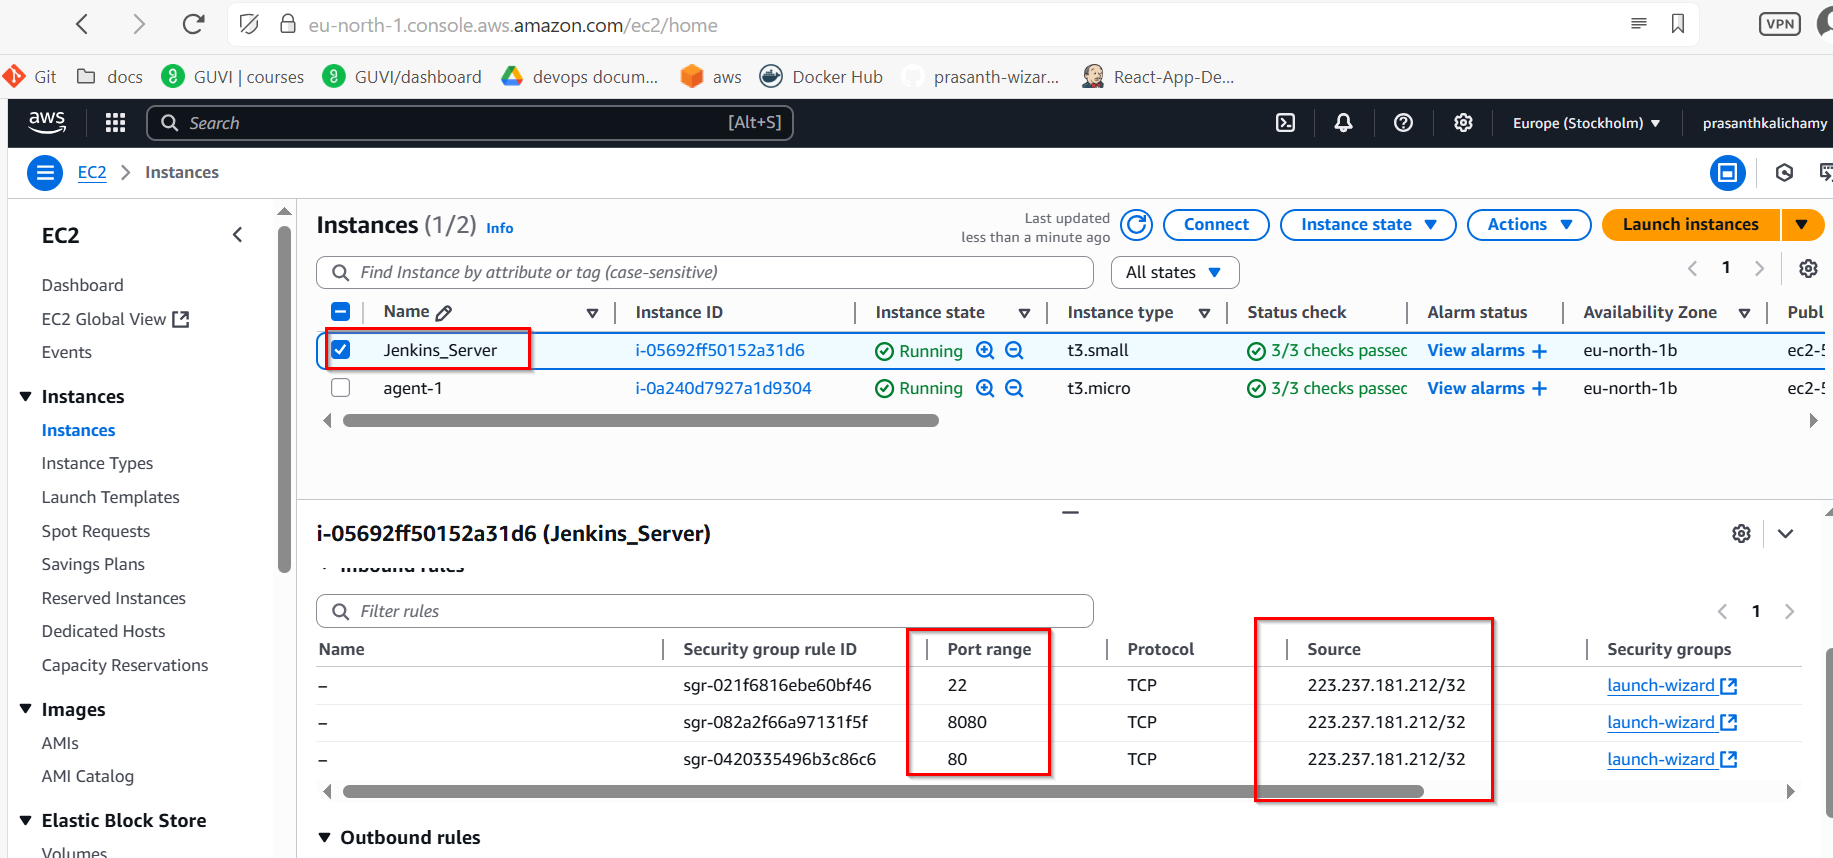 eu-north-1.console.aws.amazon.com/ec2/home
VPN
Git docs GUVI | courses GUVI/dashboard devops docum... aws Docker Hub prasanth-wizar... React-App-De...
aws Search [Alt+S] Europe (Stockholm) prasanthkalichamy
EC2 Instances
EC2
Dashboard
EC2 Global View
Events
Instances
Instances
Instance Types
Launch Templates
Spot Requests
Savings Plans
Reserved Instances
Dedicated Hosts
Capacity Reservations
Images
AMIs
AMI Catalog
Elastic Block Store
Volumes
Instances (1/2) Info
Last updated
less than a minute ago
Connect Instance state Actions Launch instances
Find Instance by attribute or tag (case-sensitive) All states 1
Name Instance ID Instance state Instance type Status check Alarm status Availability Zone Publ
Jenkins_Server i-05692ff50152a31d6 Running t3.small 3/3 checks passec View alarms + eu-north-1b ec2-5
agent-1 i-0a240d7927a1d9304 Running t3.micro 3/3 checks passec View alarms + eu-north-1b ec2-5
i-05692ff50152a31d6 (Jenkins_Server)
Inbound rules
Filter rules 1
Name Security group rule ID Port range Protocol Source Security groups
– sgr-021f6816ebe60bf46 22 TCP 223.237.181.212/32 launch-wizard
– sgr-082a2f66a97131f5f 8080 TCP 223.237.181.212/32 launch-wizard
– sgr-0420335496b3c86c6 80 TCP 223.237.181.212/32 launch-wizard
Outbound rules